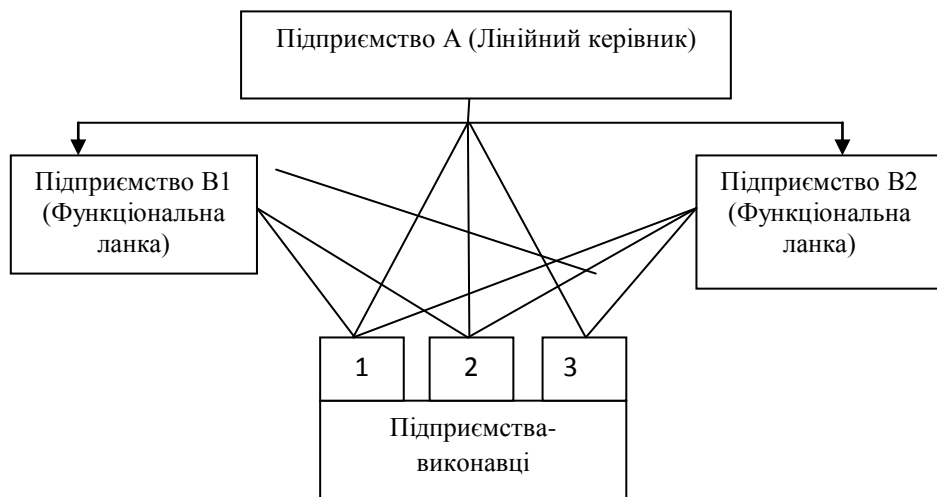 Підприємство А (Лінійний керівник)
Підприємство В1
(Функціональна
ланка)
Підприємство В2
(Функціональна
ланка)
1
2
3
Підприємства-
виконавці